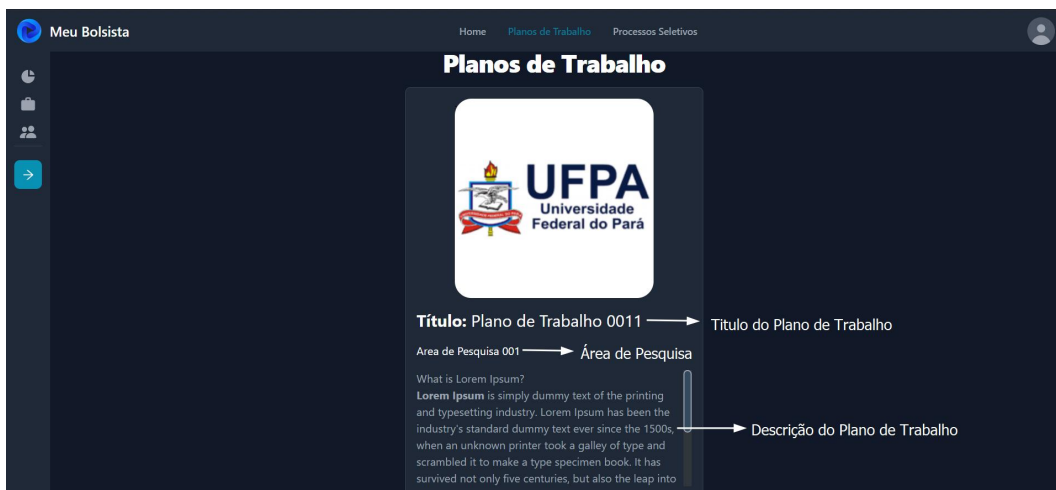 Meu Bolsista
Home Planos de Trabalho Processos Seletivos
Planos de Trabalho
UFPA
Universidade
Federal do Pará
Título: Plano de Trabalho 0011
Titulo do Plano de Trabalho
Area de Pesquisa 001
Área de Pesquisa
What is Lorem Ipsum?
Lorem Ipsum is simply dummy text of the printing
and typesetting industry. Lorem Ipsum has been the
industry's standard dummy text ever since the 1500s,
Descrição do Plano de Trabalho
when an unknown printer took a galley of type and
scrambled it to make a type specimen book. It has
survived not only five centuries, but also the leap into